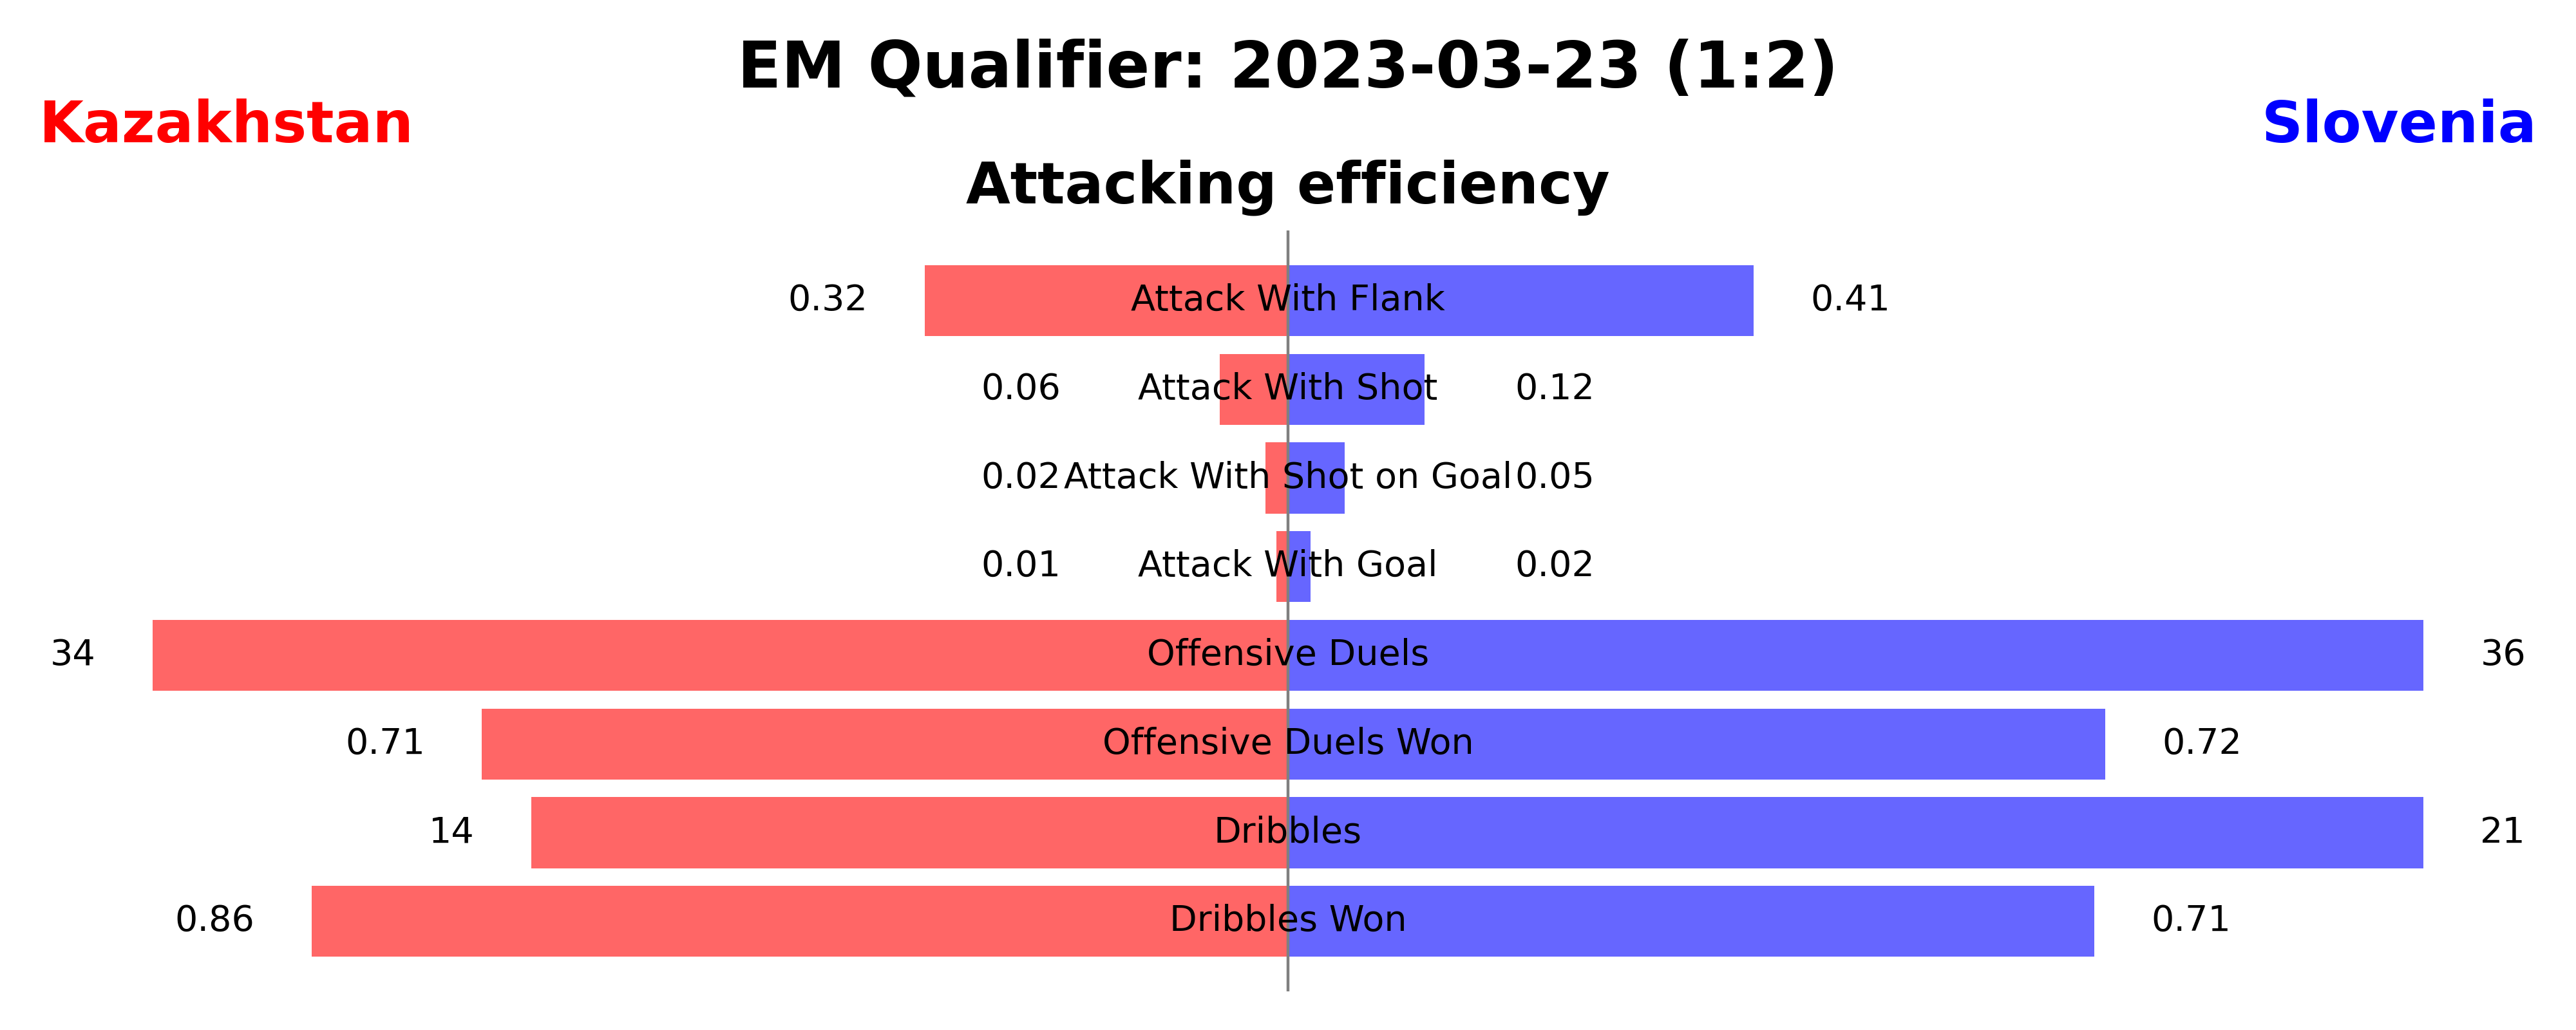 EM Qualifier: 2023-03-23 (1:2)
Kazakhstan Slovenia
Attacking efficiency
0.32 Attack With Flank 0.41
0.06 Attack With Shot 0.12
0.02 Attack With Shot on Goal 0.05
0.01 Attack With Goal 0.02
34 Offensive Duels 36
0.71 Offensive Duels Won 0.72
14 Dribbles 21
0.86 Dribbles Won 0.71